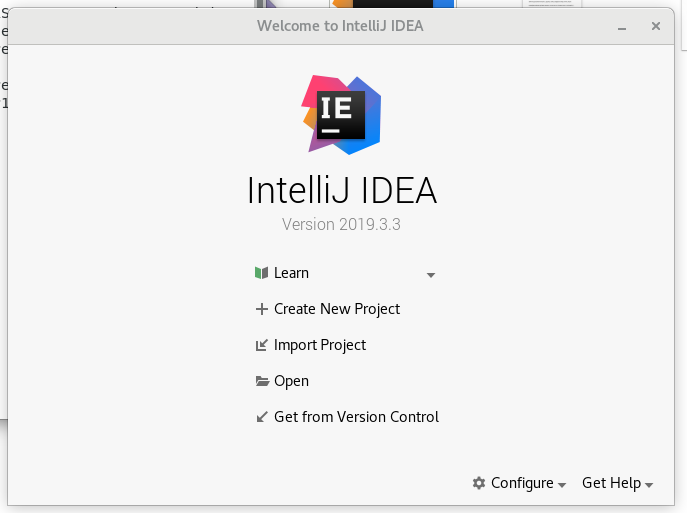 Welcome to IntelliJ IDEA
IE
IntelliJ IDEA
Version 2019.3.3
Learn
Create New Project
Import Project
Open
Get from Version Control
Configure
Get Help